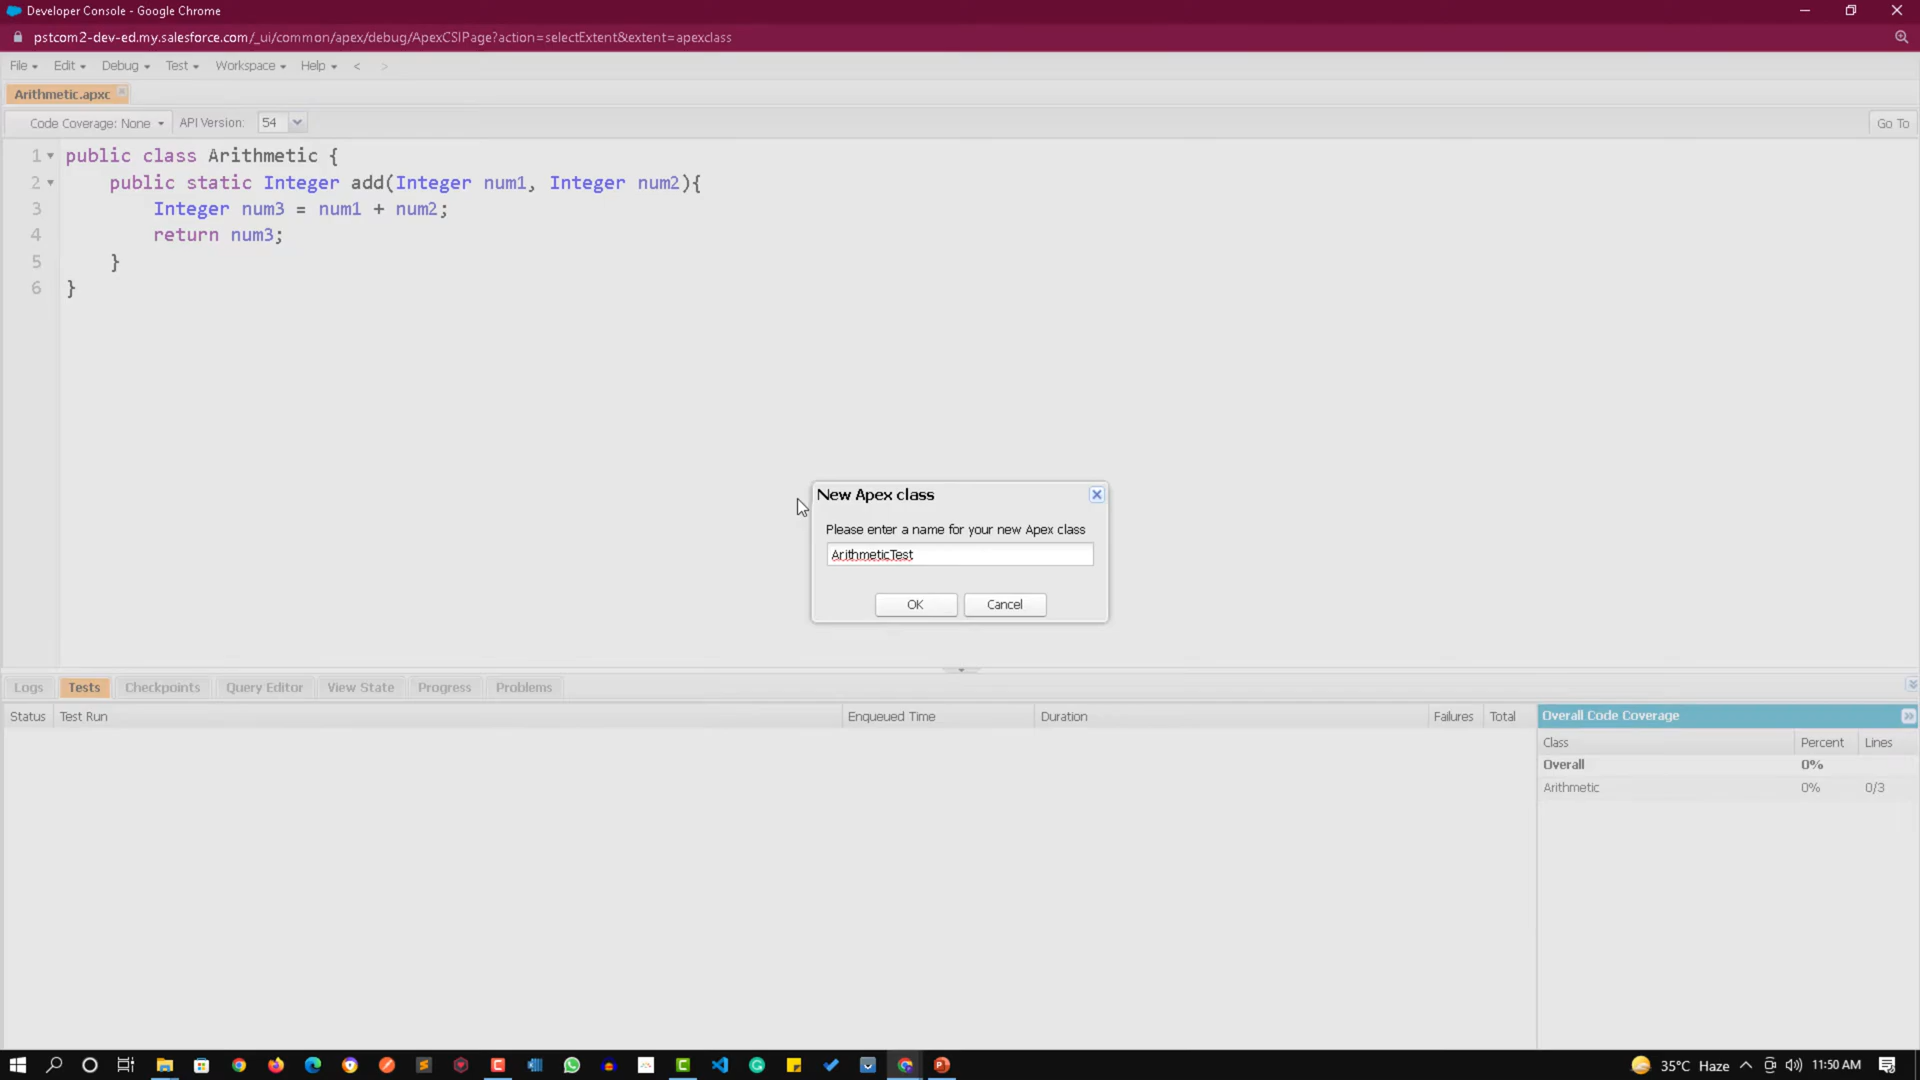 Developer Console - Google Chrome
pstcom2-dev-ed.my.salesforce.com/_ui/common/apex/debug/ApexCSIPage?action=selectExtent&extent=apexclass
File Edit Debug Test Workspace Help < >
Arithmetic.apxc
Code Coverage: None API Version: 54 Go To
1 public class Arithmetic {
2 public static Integer add(Integer num1, Integer num2){
3 Integer num3 = num1 + num2;
4 return num3;
5 }
6 }
New Apex class
Please enter a name for your new Apex class
ArithmeticTest
OK Cancel
Logs Tests Checkpoints Query Editor View State Progress Problems
Status Test Run Enqueued Time Duration Failures Total
Overall Code Coverage
Class Percent Lines
Overall 0%
Arithmetic 0% 0/3
35°C Haze 11:50 AM